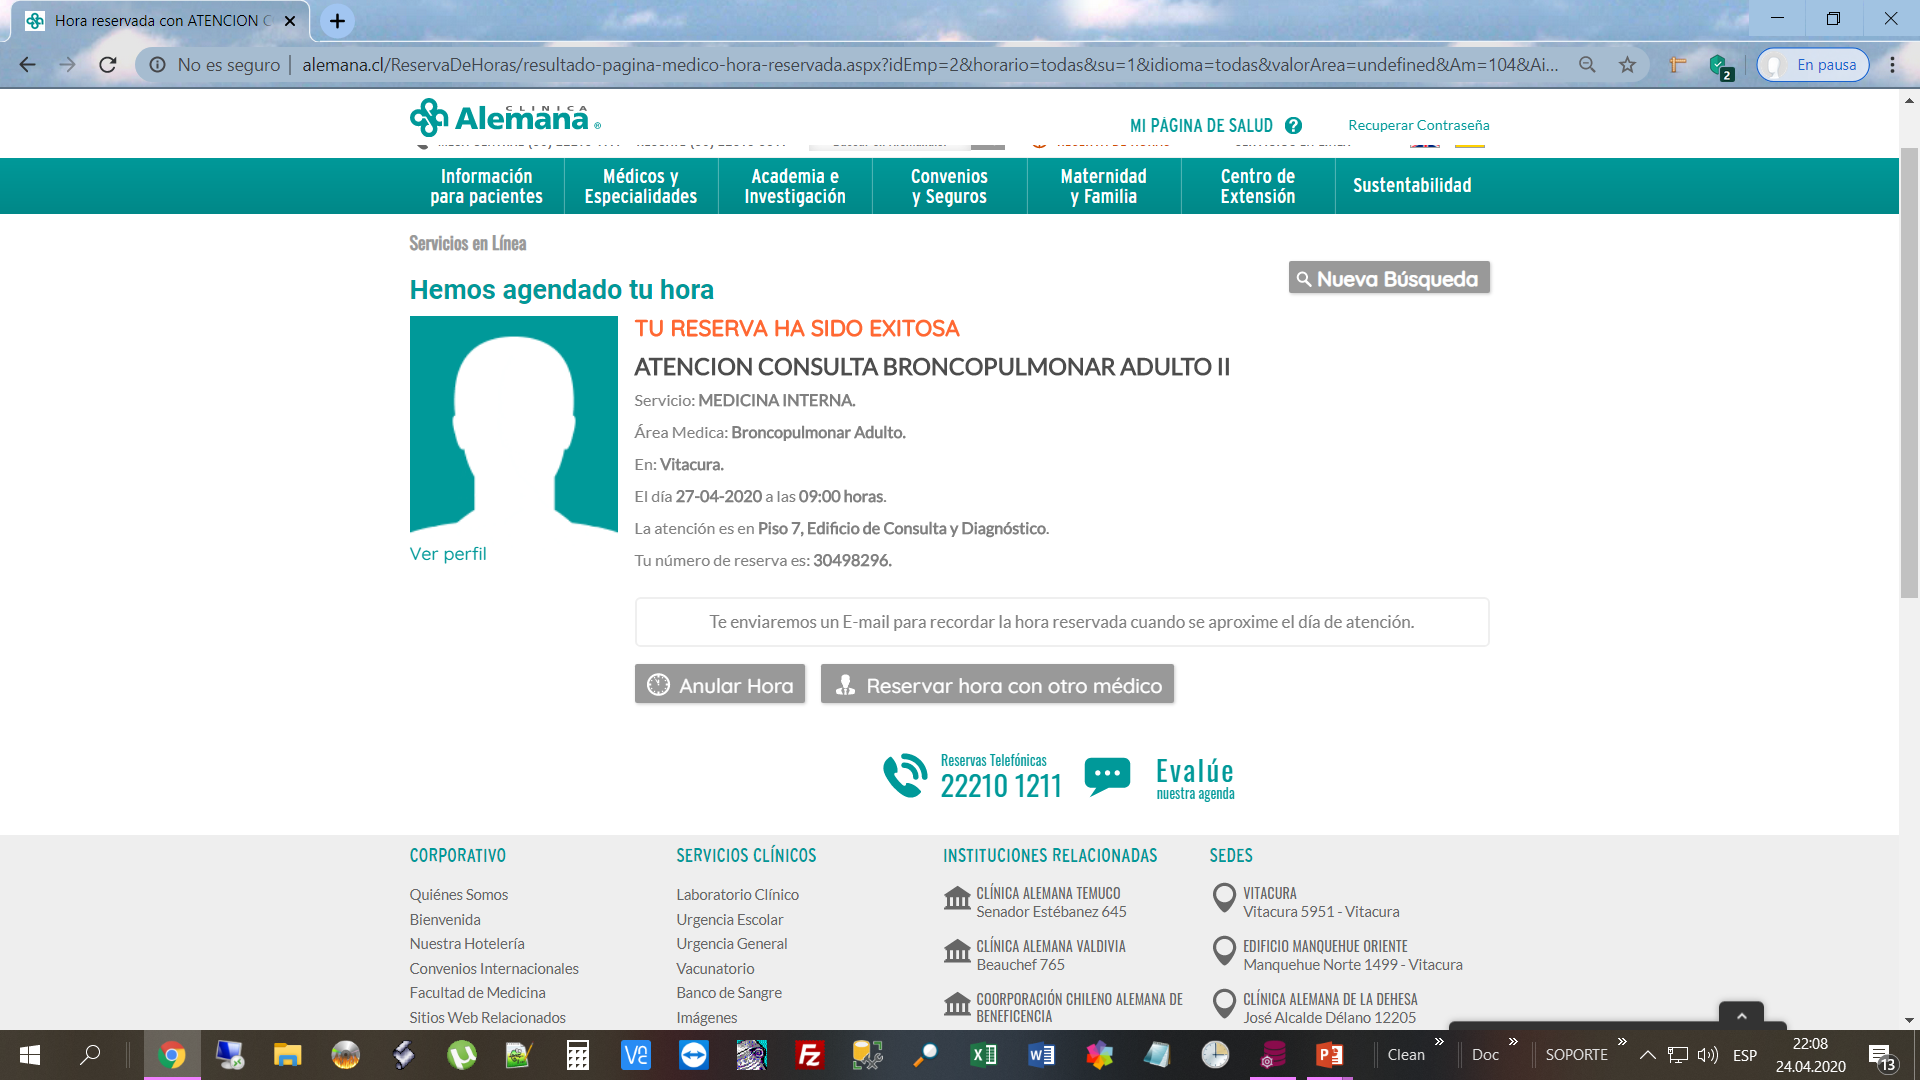 Hora reservada con ATENCION C
No es seguro
alemana.cl/ReservaDeHoras/resultado-pagina-medico-hora-reservada.aspx?idEmp=2&horario=todas&su=1&idioma=todas&valorArea=undefined&Am=104&Ai...
2
En pausa
CLINICA
Alemana
MI PÁGINA DE SALUD
Recuperar Contraseña
Información para pacientes
Médicos y Especialidades
Academia e Investigación
Convenios y Seguros
Maternidad y Familia
Centro de Extensión
Sustentabilidad
Servicios en Línea
Hemos agendado tu hora
Nueva Búsqueda
TU RESERVA HA SIDO EXITOSA
ATENCION CONSULTA BRONCOPULMONAR ADULTO II
Servicio: MEDICINA INTERNA.
Área Medica: Broncopulmonar Adulto.
En: Vitacura.
El día 27-04-2020 a las 09:00 horas.
La atención es en Piso 7, Edificio de Consulta y Diagnóstico.
Tu número de reserva es: 30498296.
Ver perfil
Te enviaremos un E-mail para recordar la hora reservada cuando se aproxime el día de atención.
Anular Hora
Reservar hora con otro médico
Reservas Telefónicas
22210 1211
Evalúe
nuestra agenda
CORPORATIVO
Quiénes Somos
Bienvenida
Nuestra Hotelería
Convenios Internacionales
Facultad de Medicina
Sitios Web Relacionados
SERVICIOS CLÍNICOS
Laboratorio Clínico
Urgencia Escolar
Urgencia General
Vacunatorio
Banco de Sangre
Imágenes
INSTITUCIONES RELACIONADAS
CLÍNICA ALEMANA TEMUCO
Senador Estébanez 645
CLÍNICA ALEMANA VALDIVIA
Beauchef 765
COORPORACIÓN CHILENO ALEMANA DE
BENEFICENCIA
SEDES
VITACURA
Vitacura 5951 - Vitacura
EDIFICIO MANQUEHUE ORIENTE
Manquehue Norte 1499 - Vitacura
CLÍNICA ALEMANA DE LA DEHESA
José Alcalde Délano 12205
Clean
Doc
SOPORTE
ESP
22:08
24.04.2020
13